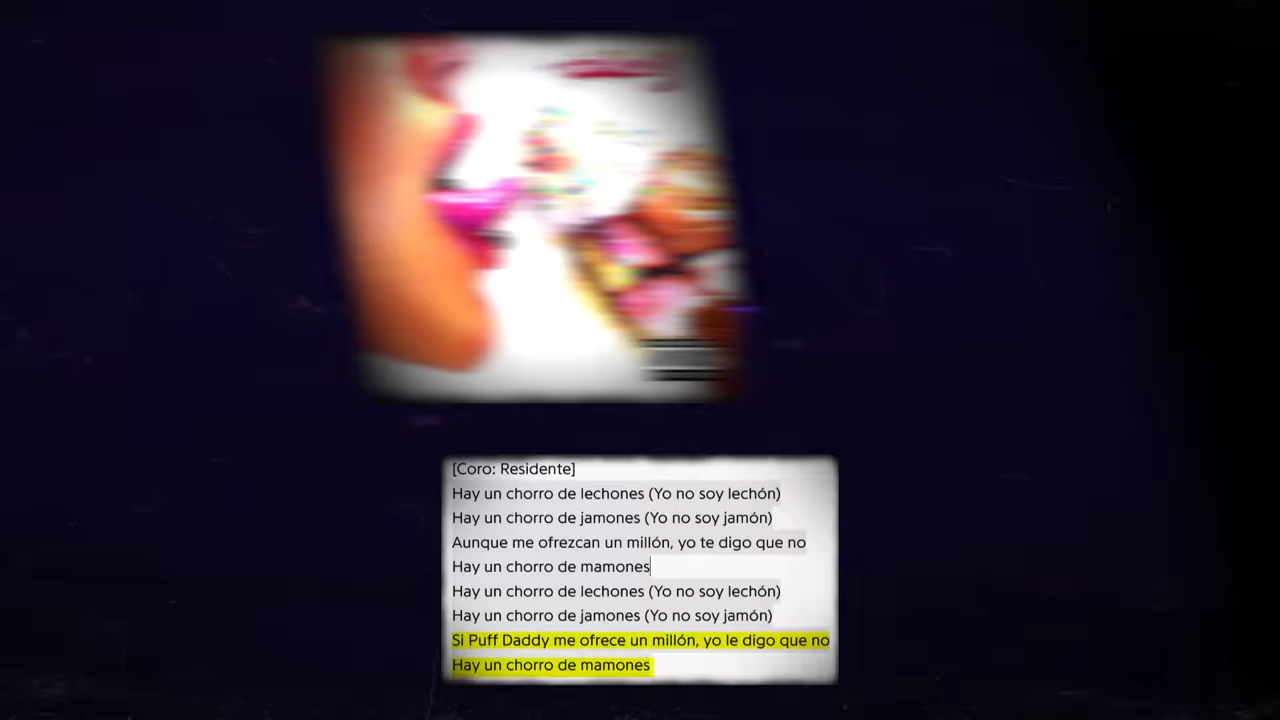 [Coro: Residente]
Hay un chorro de lechones (Yo no soy lechón)
Hay un chorro de jamones (Yo no soy jamón)
Aunque me ofrezcan un millón, yo te digo que no
Hay un chorro de mamones
Hay un chorro de lechones (Yo no soy lechón)
Hay un chorro de jamones (Yo no soy jamón)
Si Puff Daddy me ofrece un millón, yo le digo que no
Hay un chorro de mamones